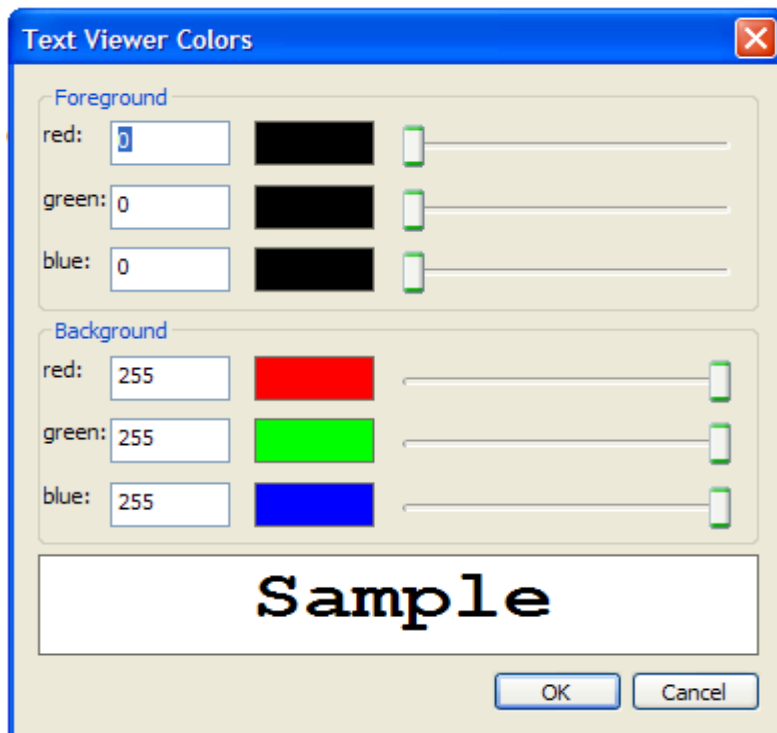 Text Viewer Colors
Foreground
red: 0
green: 0
blue: 0
Background
red: 255
green: 255
blue: 255
Sample
OK Cancel